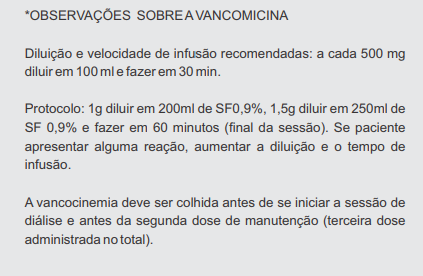 *OBSERVAÇÕES SOBRE A VANCOMICINA
Diluição e velocidade de infusão recomendadas: a cada 500 mg
diluir em 100 ml e fazer em 30 min.
Protocolo: 1g diluir em 200ml de SF0,9%, 1,5g diluir em 250ml de
SF 0,9% e fazer em 60 minutos (final da sessão). Se paciente
apresentar alguma reação, aumentar a diluição e o tempo de
infusão.
A vancocinemia deve ser colhida antes de se iniciar a sessão de
diálise e antes da segunda dose de manutenção (terceira dose
administrada no total).